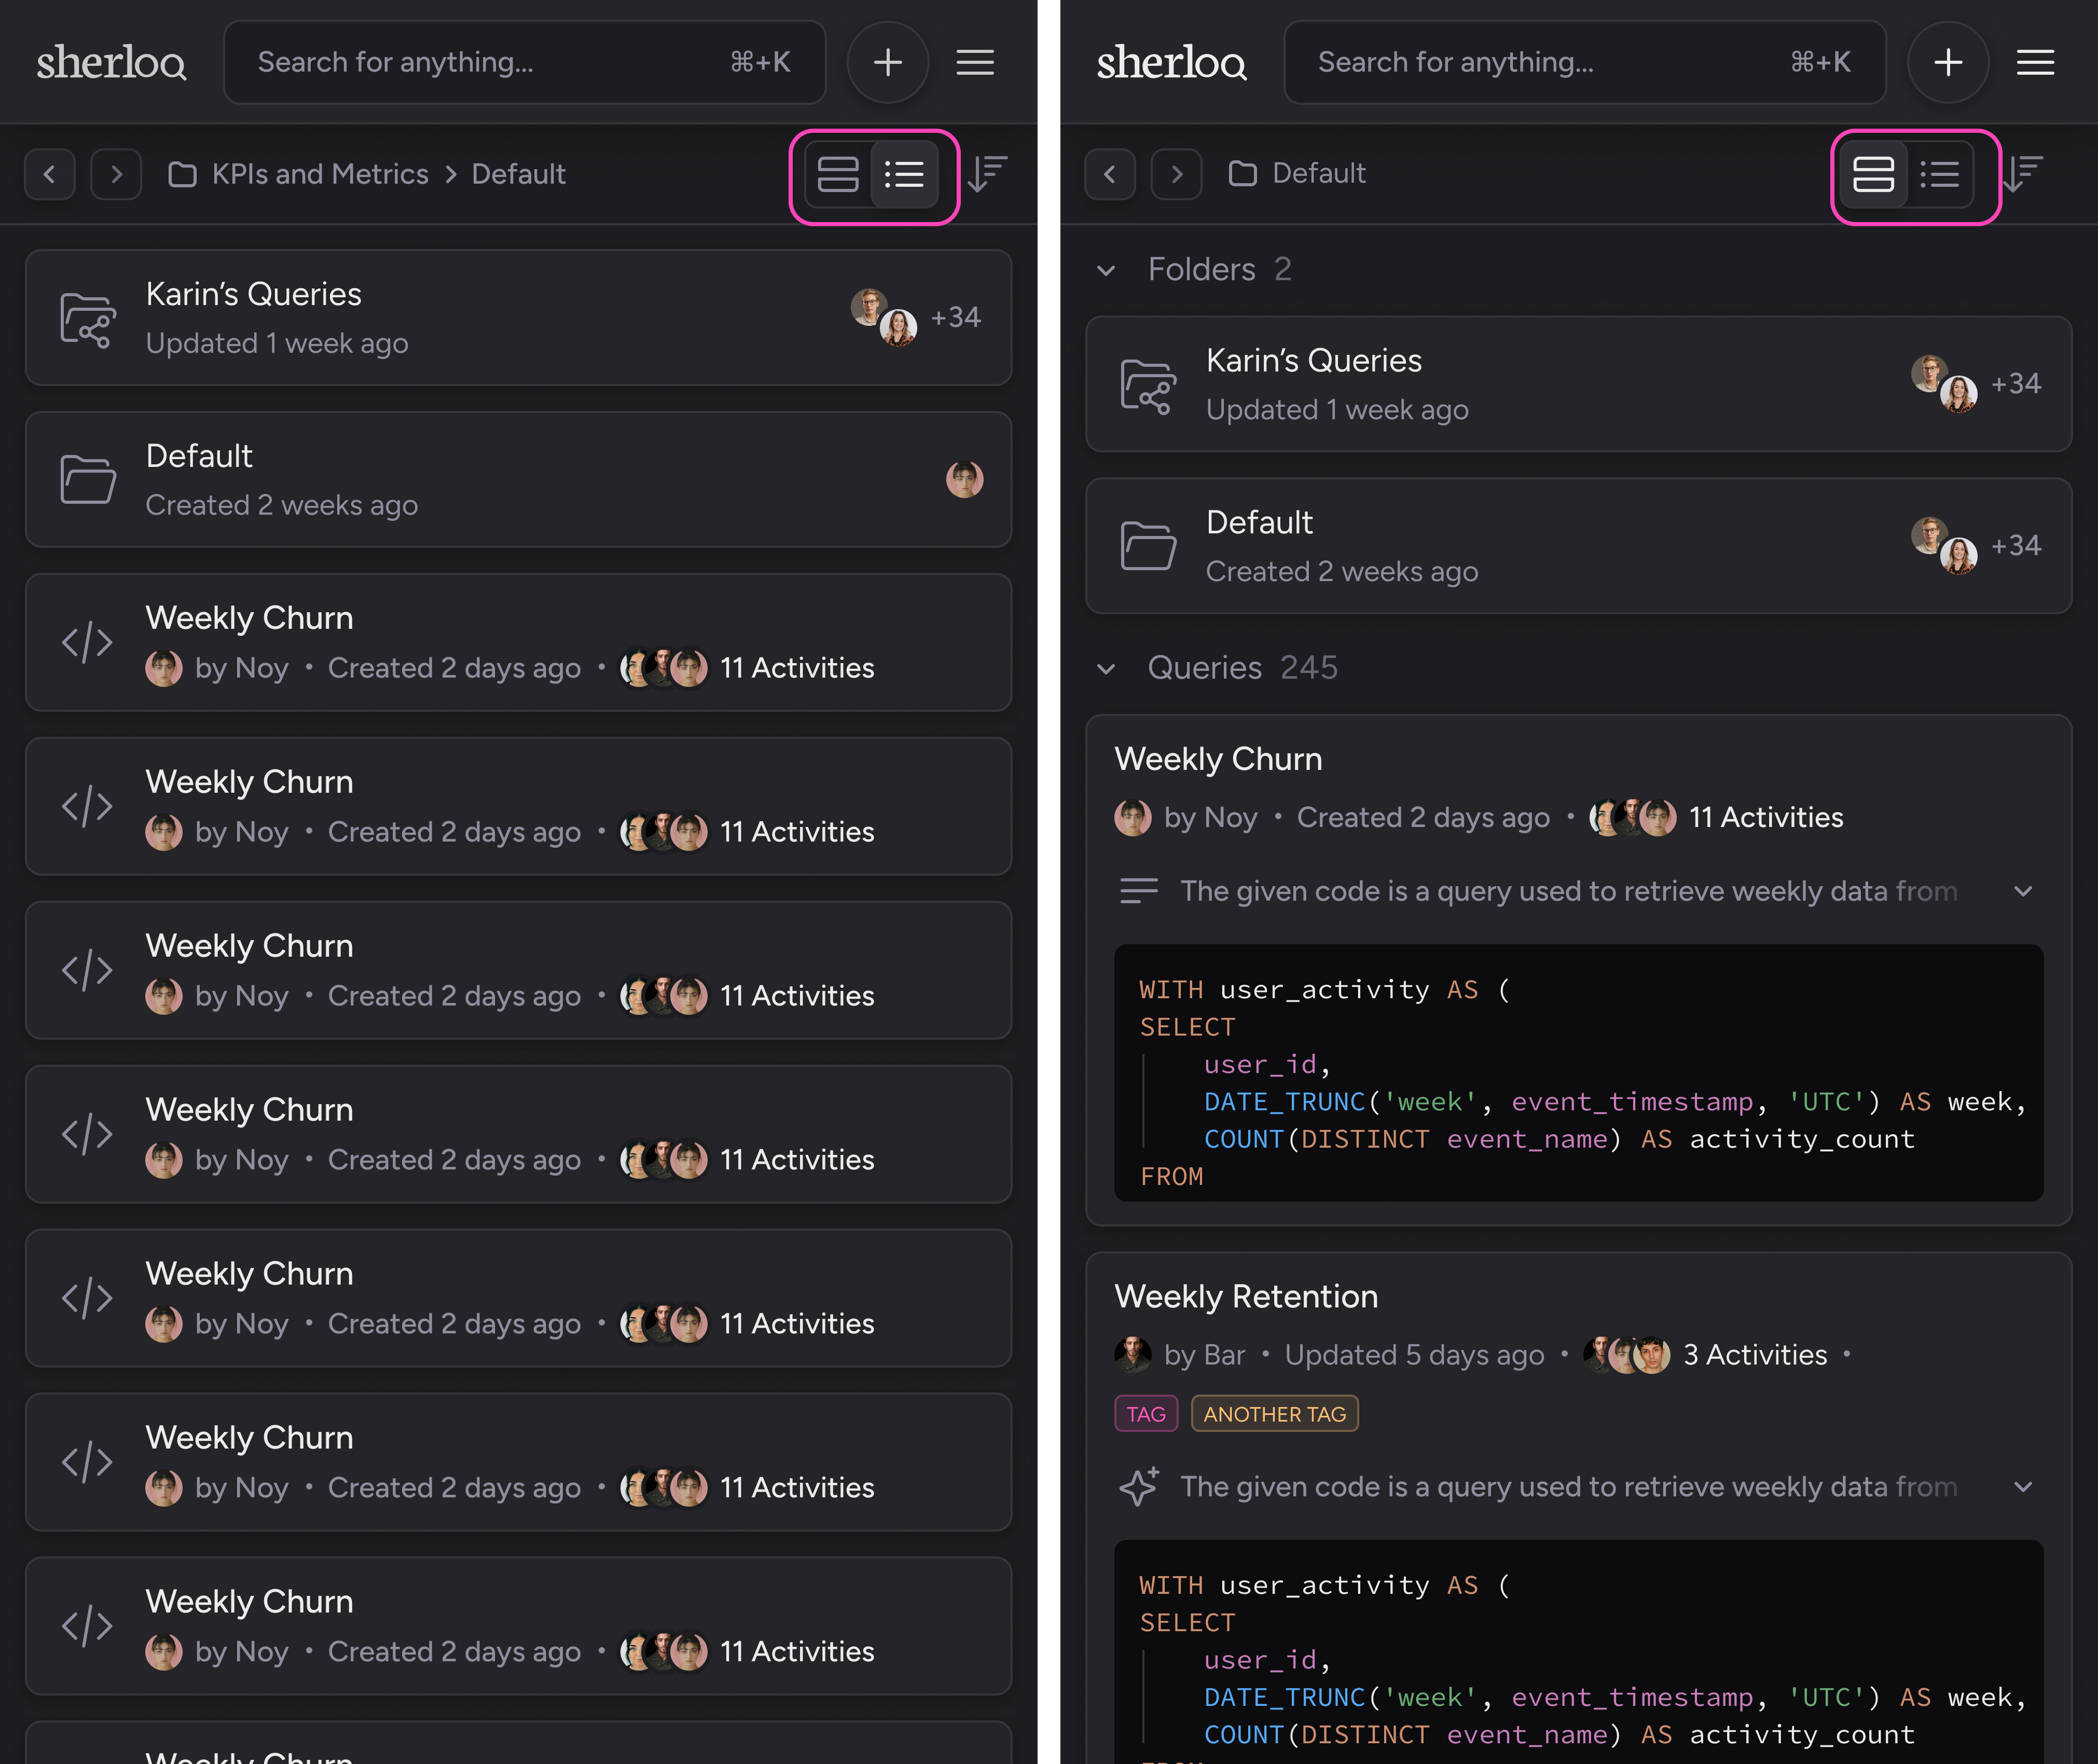 sherloq
Search for anything...
⌘+K
KPIs and Metrics > Default
Karin’s Queries
Updated 1 week ago
+34
Default
Created 2 weeks ago
Weekly Churn
by Noy • Created 2 days ago • 11 Activities
Weekly Churn
by Noy • Created 2 days ago • 11 Activities
Weekly Churn
by Noy • Created 2 days ago • 11 Activities
Weekly Churn
by Noy • Created 2 days ago • 11 Activities
Weekly Churn
by Noy • Created 2 days ago • 11 Activities
Weekly Churn
by Noy • Created 2 days ago • 11 Activities
Weekly Churn
by Noy • Created 2 days ago • 11 Activities
Weekly Churn
sherloq
Search for anything...
⌘+K
Default
Folders 2
Karin’s Queries
Updated 1 week ago
+34
Default
Created 2 weeks ago
+34
Queries 245
Weekly Churn
by Noy • Created 2 days ago • 11 Activities
The given code is a query used to retrieve weekly data from
WITH user_activity AS (
SELECT
user_id,
DATE_TRUNC('week', event_timestamp, 'UTC') AS week,
COUNT(DISTINCT event_name) AS activity_count
FROM
Weekly Retention
by Bar • Updated 5 days ago • 3 Activities •
TAG
ANOTHER TAG
The given code is a query used to retrieve weekly data from
WITH user_activity AS (
SELECT
user_id,
DATE_TRUNC('week', event_timestamp, 'UTC') AS week,
COUNT(DISTINCT event_name) AS activity_count